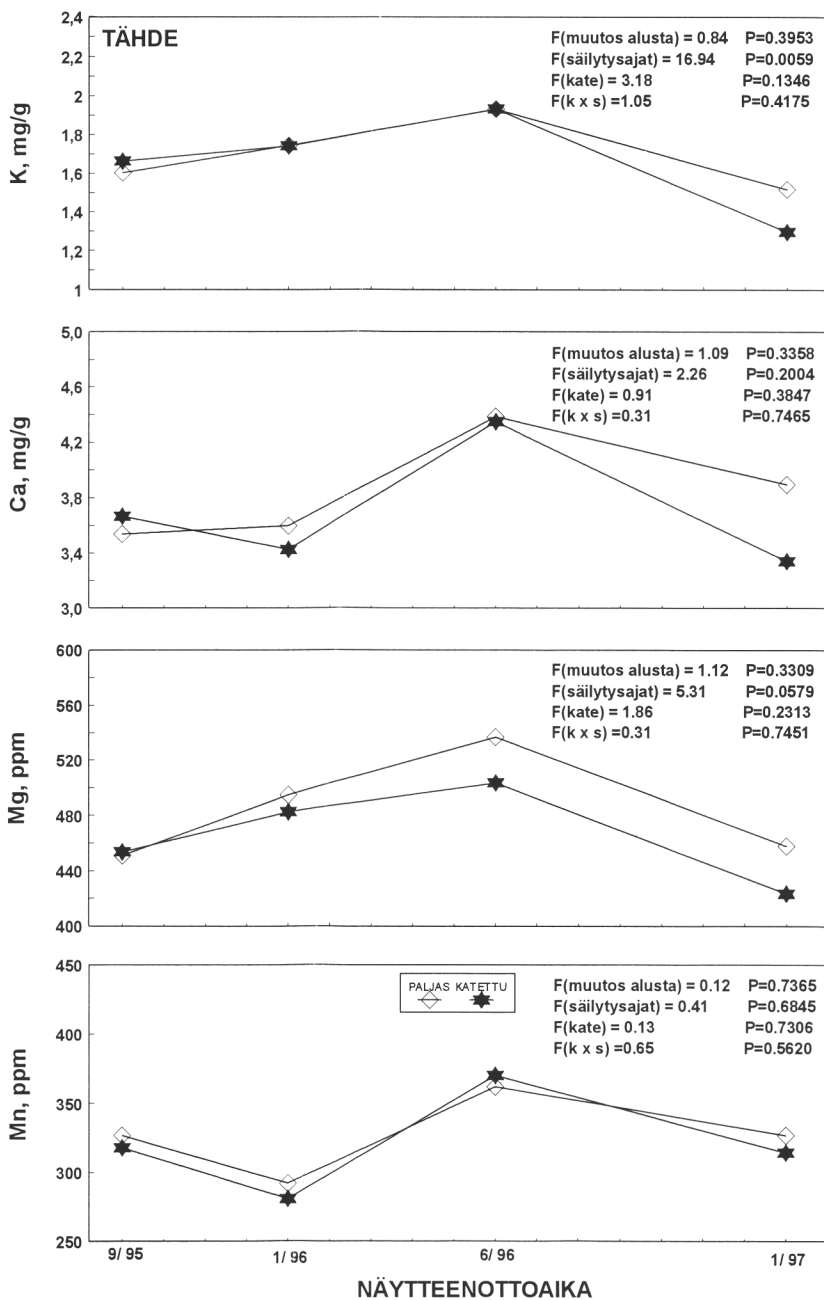 TÄHDE
F(muutos alusta) = 0.84 P=0.3953
F(säilytysajat) = 16.94 P=0.0059
F(kate) = 3.18 P=0.1346
F(k x s) =1.05 P=0.4175
K, mg/g
2,4
2,2
2
1,8
1,6
1,4
1,2
1
F(muutos alusta) = 1.09 P=0.3358
F(säilytysajat) = 2.26 P=0.2004
F(kate) = 0.91 P=0.3847
F(k x s) =0.31 P=0.7465
Ca, mg/g
5,0
4,6
4,2
3,8
3,4
3,0
F(muutos alusta) = 1.12 P=0.3309
F(säilytysajat) = 5.31 P=0.0579
F(kate) = 1.86 P=0.2313
F(k x s) =0.31 P=0.7451
Mg, ppm
600
560
520
480
440
400
PALJAS KATETTU
F(muutos alusta) = 0.12 P=0.7365
F(säilytysajat) = 0.41 P=0.6845
F(kate) = 0.13 P=0.7306
F(k x s) =0.65 P=0.5620
Mn, ppm
450
400
350
300
250
9/ 95 1/ 96 6/ 96 1/ 97
NÄYTTEENOTTOAIKA